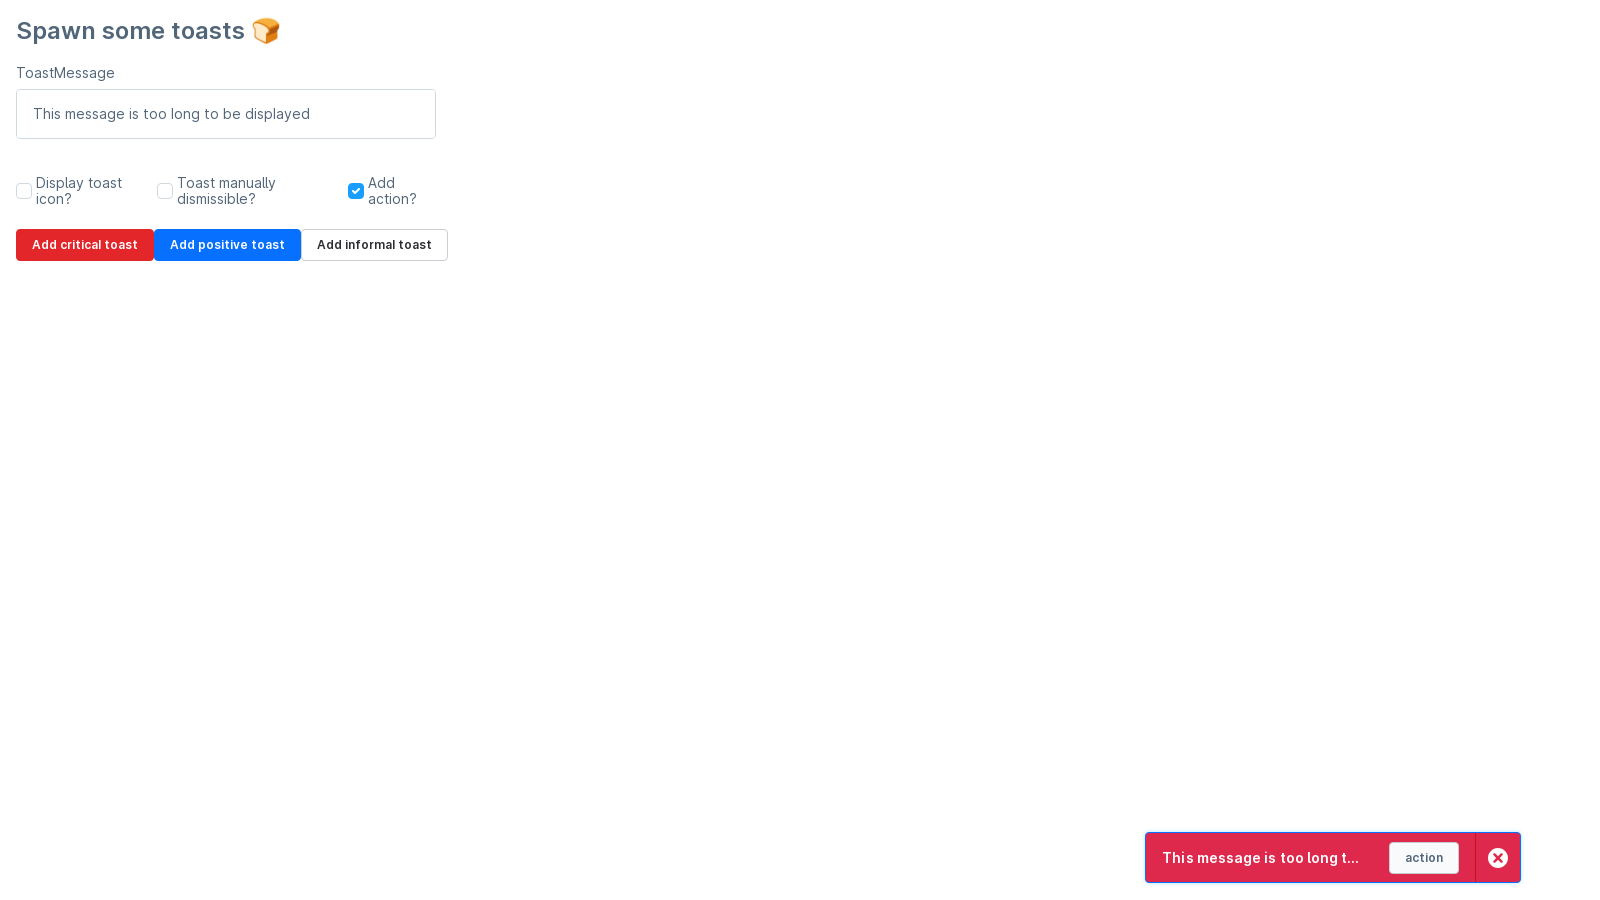 Spawn some toasts 🍞
ToastMessage
This message is too long to be displayed
Display toast
icon?
Toast manually
dismissible?
Add
action?
Add critical toast
Add positive toast
Add informal toast
This message is too long t...
action